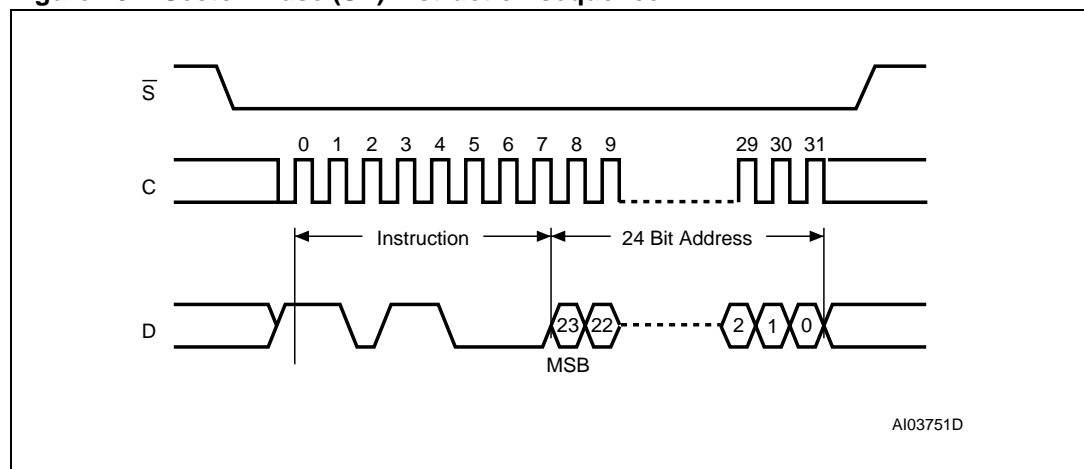 S
0 1 2 3 4 5 6 7 8 9 29 30 31
C
Instruction 24 Bit Address
D 23 22 2 1 0
MSB
AI03751D